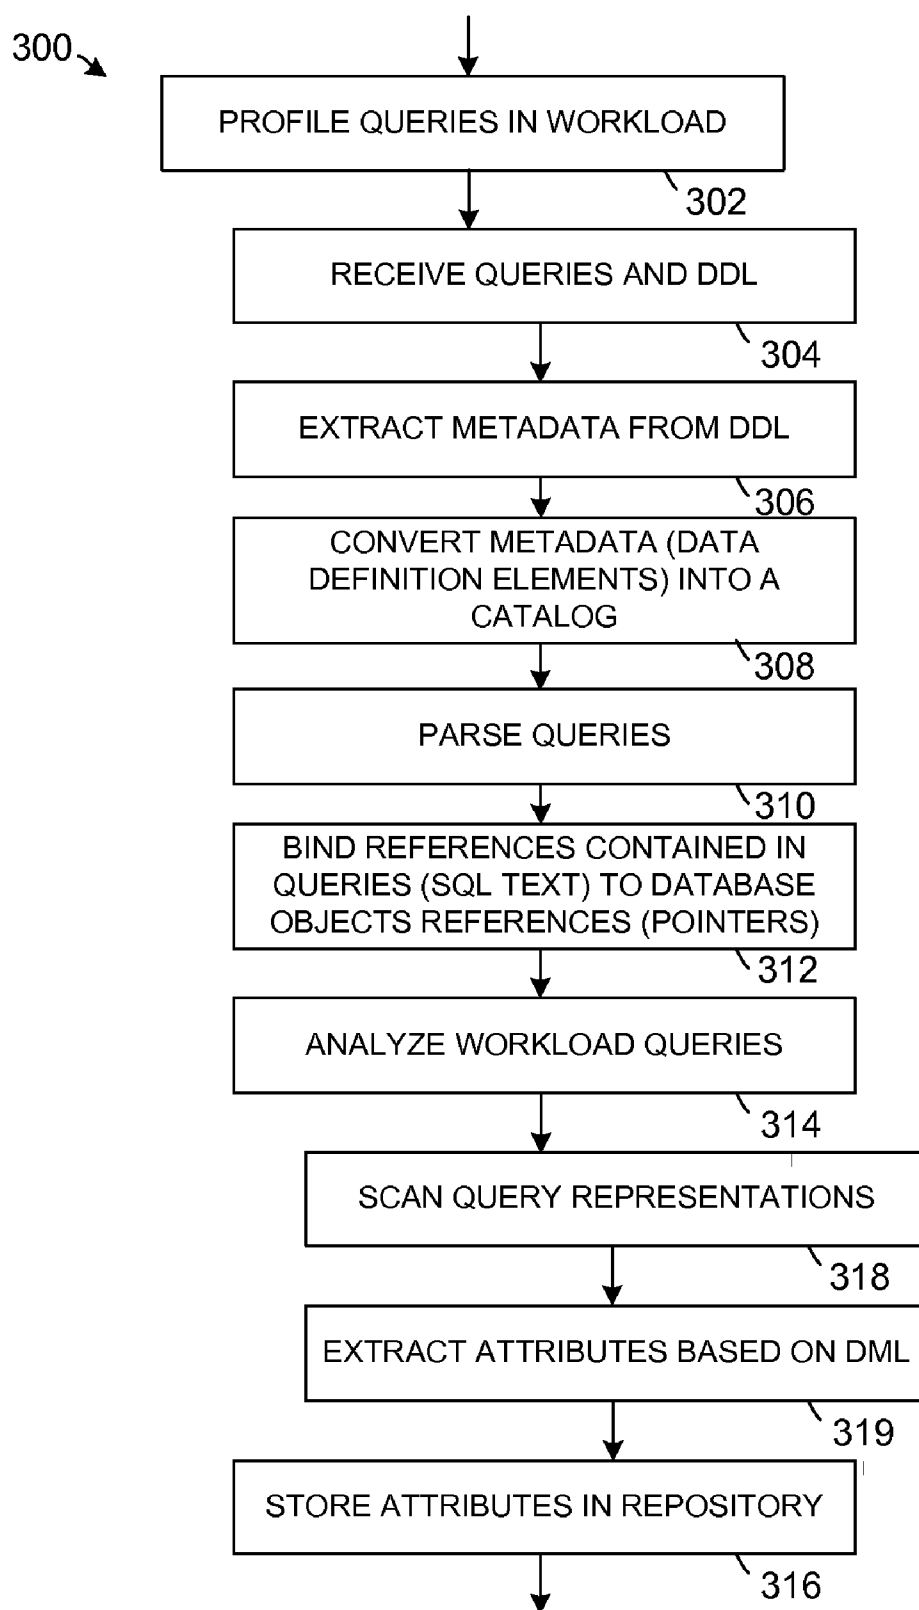 300
PROFILE QUERIES IN WORKLOAD
302
RECEIVE QUERIES AND DDL
304
EXTRACT METADATA FROM DDL
306
CONVERT METADATA (DATA
DEFINITION ELEMENTS) INTO A
CATALOG
308
PARSE QUERIES
310
BIND REFERENCES CONTAINED IN
QUERIES (SQL TEXT) TO DATABASE
OBJECTS REFERENCES (POINTERS)
312
ANALYZE WORKLOAD QUERIES
314
SCAN QUERY REPRESENTATIONS
318
EXTRACT ATTRIBUTES BASED ON DML
319
STORE ATTRIBUTES IN REPOSITORY
316